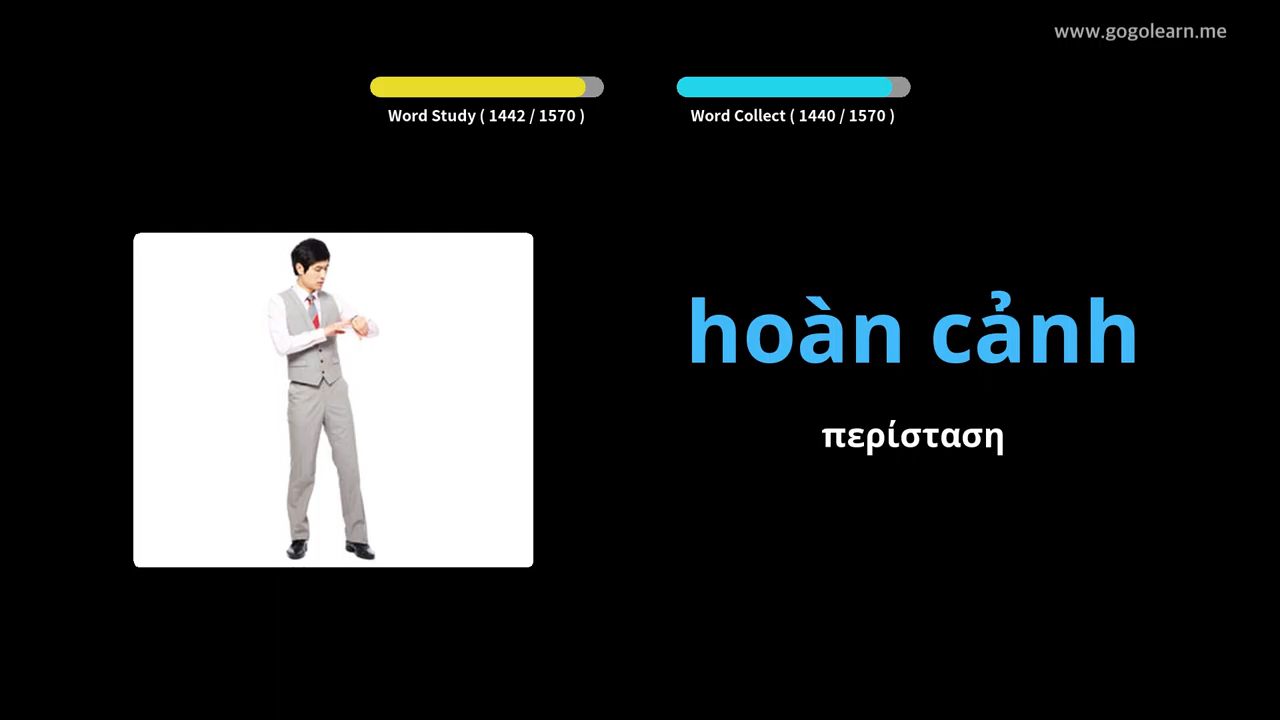 www.gogolearn.me
Word Study ( 1442 / 1570 )
Word Collect ( 1440 / 1570 )
hoàn cảnh
περίσταση